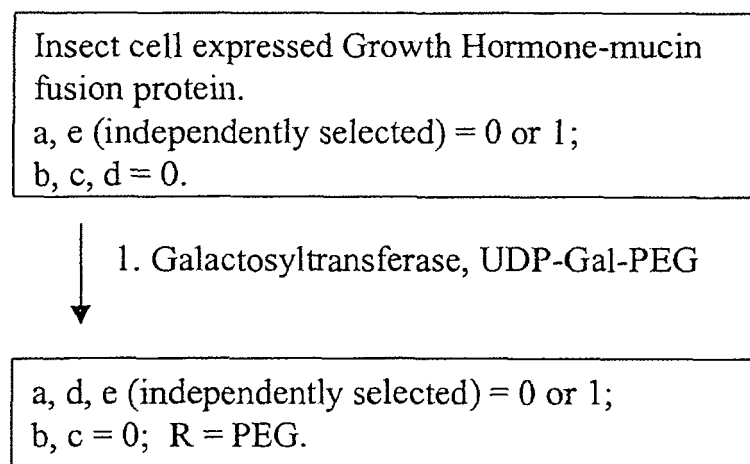 Insect cell expressed Growth Hormone-mucin
fusion protein.
a, e (independently selected) = 0 or 1;
b, c, d = 0.
1. Galactosyltransferase, UDP-Gal-PEG
a, d, e (independently selected) = 0 or 1;
b, c = 0; R = PEG.